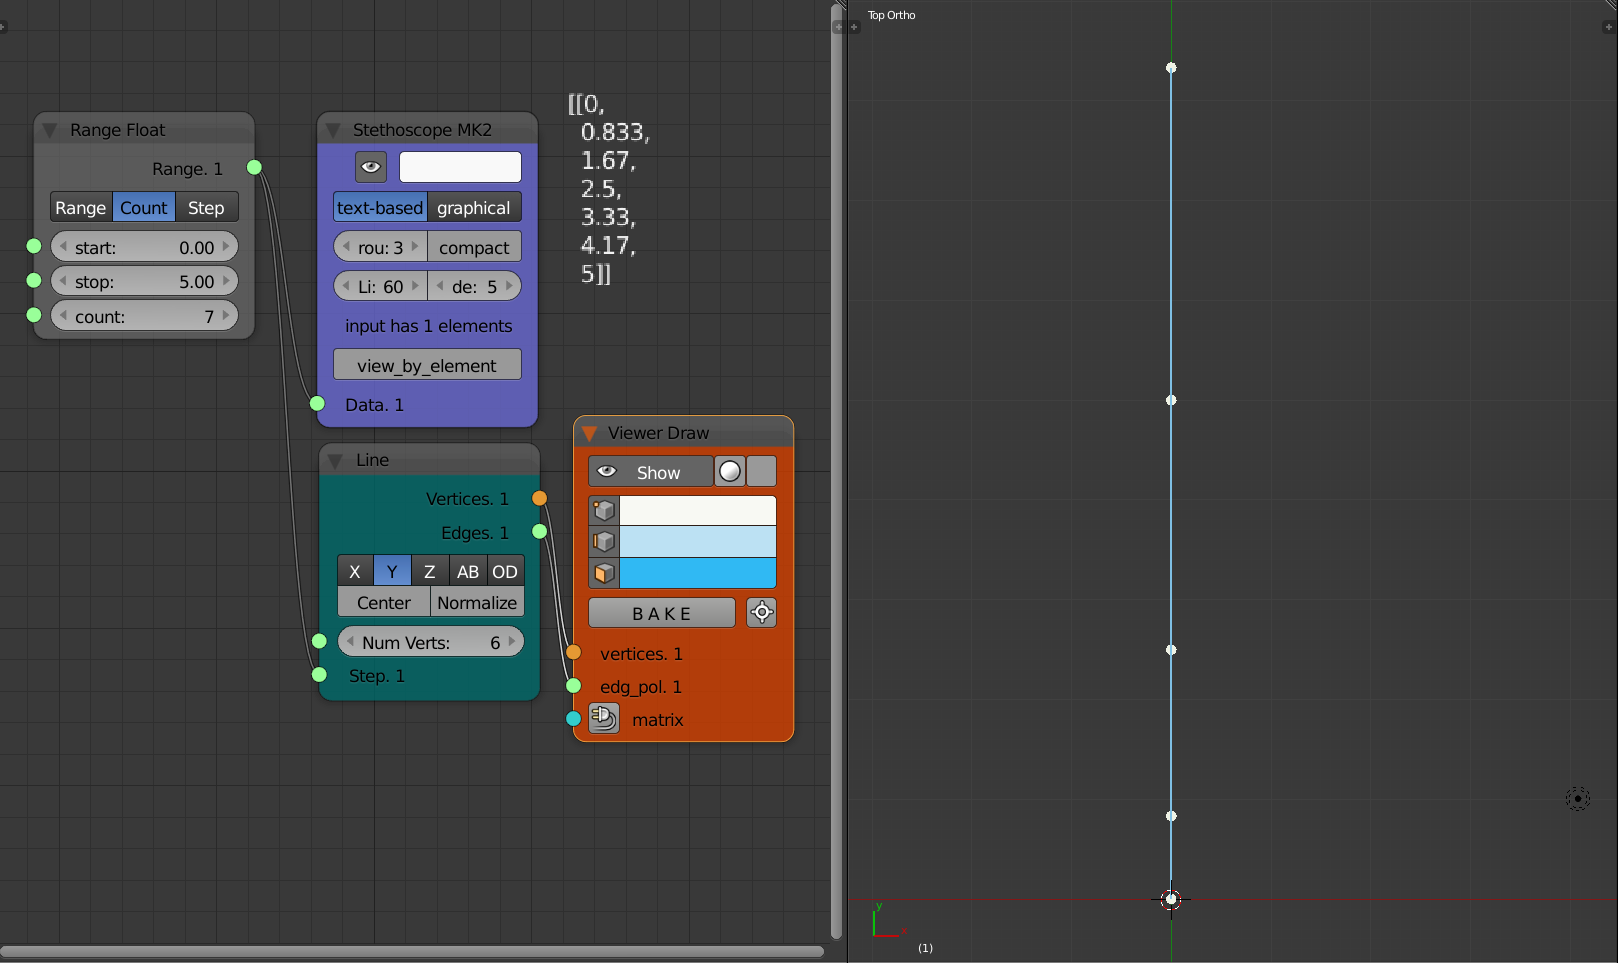 Top Ortho
Range Float
Range. 1
Range Count Step
start: 0.00
stop: 5.00
count: 7
Stethoscope MK2
text-based graphical
rou: 3 compact
Li: 60 de: 5
input has 1 elements
view_by_element
Data. 1
[[0,
0.833,
1.67,
2.5,
3.33,
4.17,
5]]
Line
Vertices. 1
Edges. 1
X Y Z AB OD
Center Normalize
Num Verts: 6
Step. 1
Viewer Draw
Show
BAKE
vertices. 1
edg_pol. 1
matrix
y
x
(1)